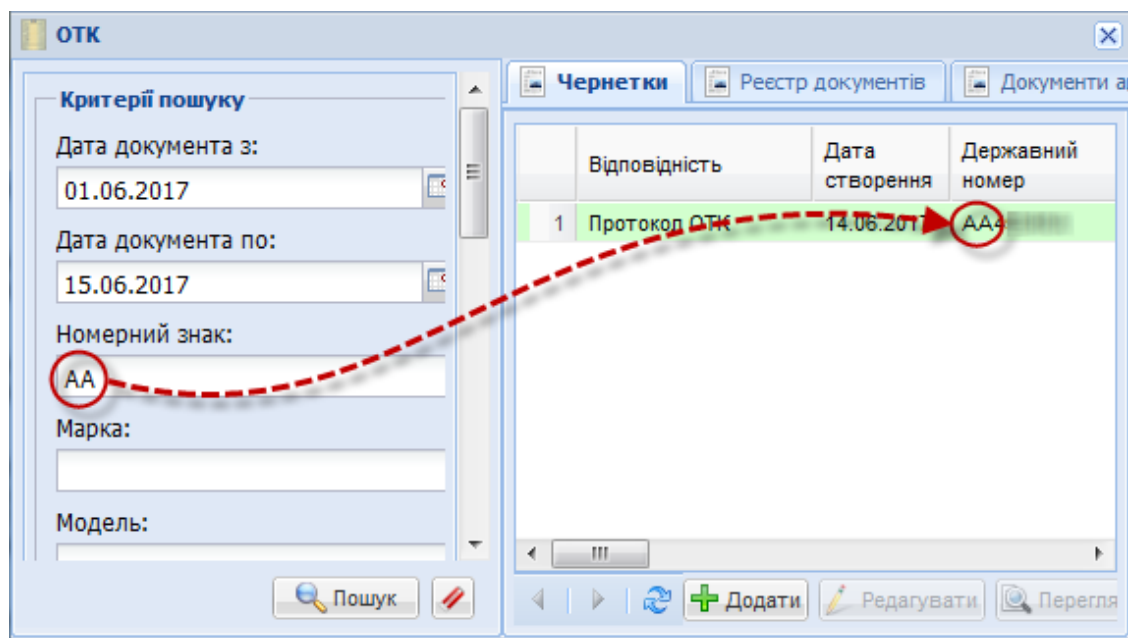 ОТК
Критерії пошуку
Дата документа з:
01.06.2017
Дата документа по:
15.06.2017
Номерний знак:
АА
Марка:
Модель:
Пошук
Чернетки
Реєстр документів
Документи а
Відповідність
Дата створення
Державний номер
1 Протокол ОТК 14.06.2017 АА4
Додати
Редагувати
Перегля